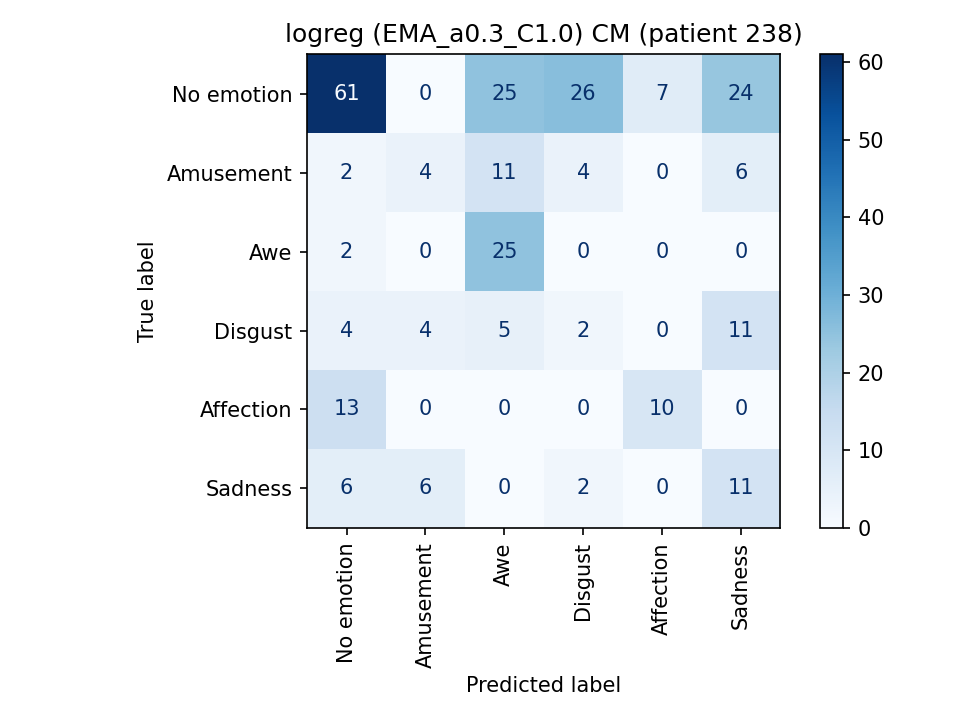 logreg (EMA_a0.3_C1.0) CM (patient 238)
True label
No emotion 61 0 25 26 7 24
Amusement 2 4 11 4 0 6
Awe 2 0 25 0 0 0
Disgust 4 4 5 2 0 11
Affection 13 0 0 0 10 0
Sadness 6 6 0 2 0 11
No emotion Amusement Awe Disgust Affection Sadness
Predicted label
60
50
40
30
20
10
0